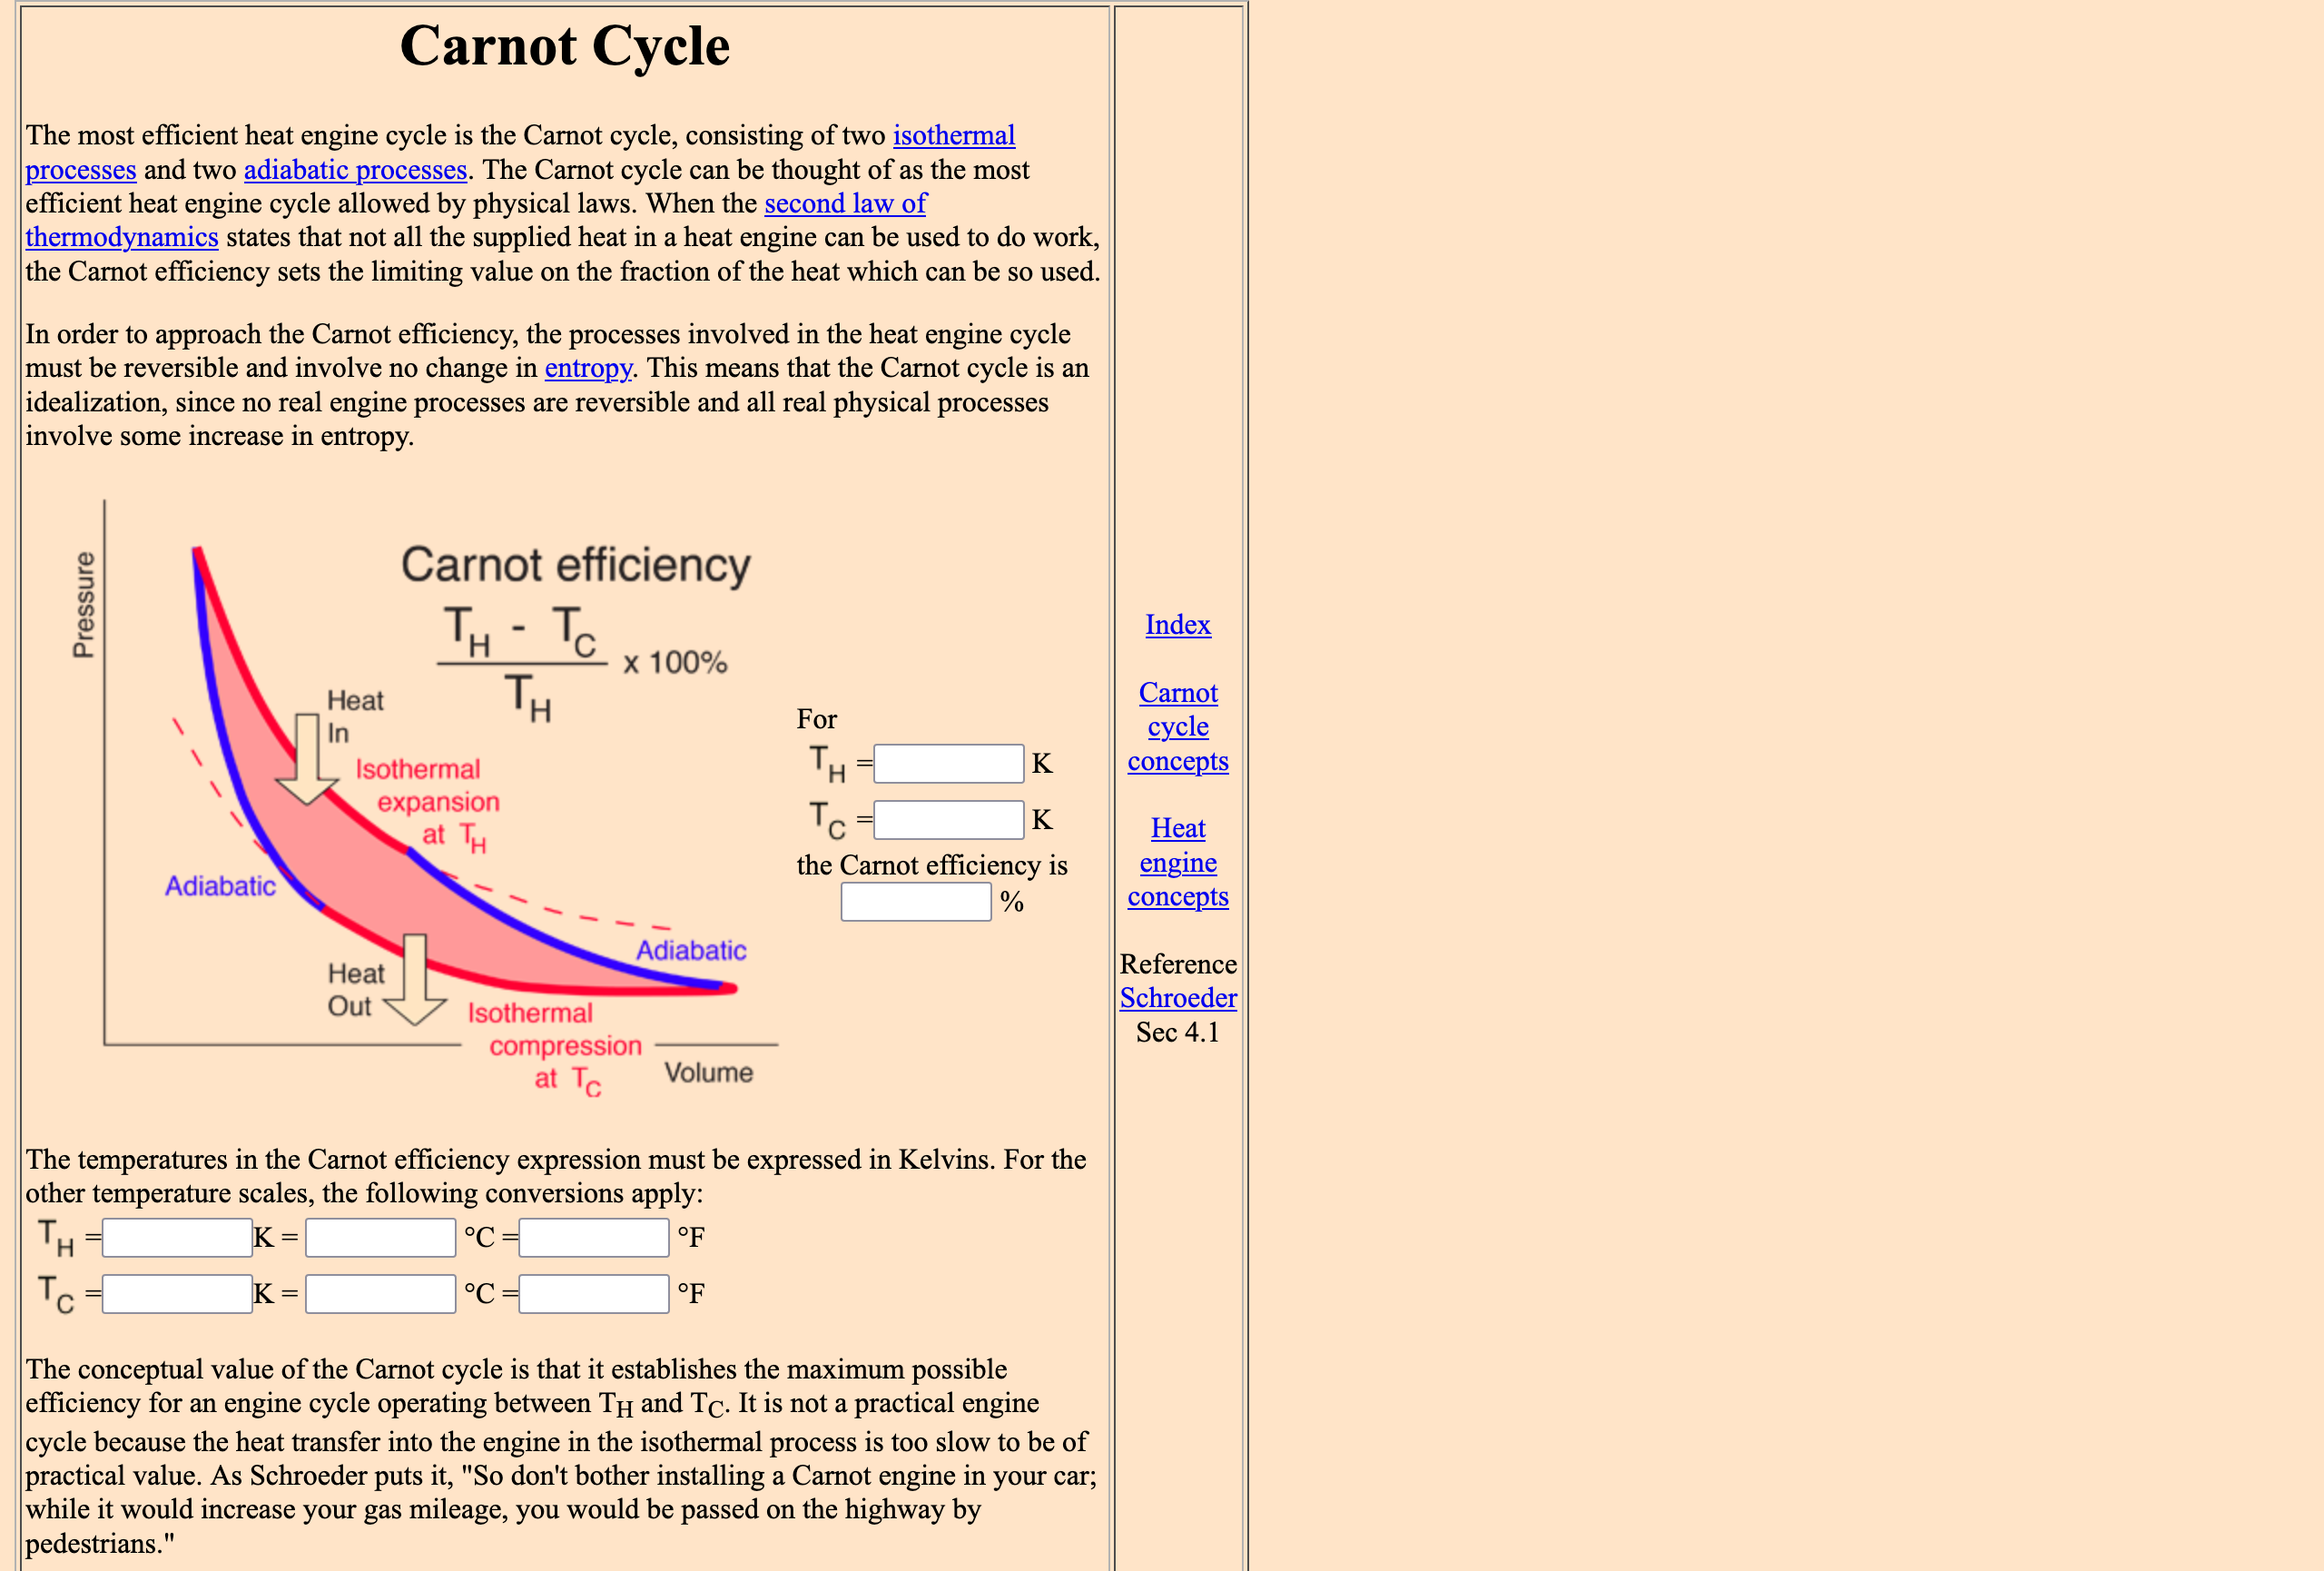 Carnot Cycle
The most efficient heat engine cycle is the Carnot cycle, consisting of two isothermal
processes and two adiabatic processes. The Carnot cycle can be thought of as the most
efficient heat engine cycle allowed by physical laws. When the second law of
thermodynamics states that not all the supplied heat in a heat engine can be used to do work,
the Carnot efficiency sets the limiting value on the fraction of the heat which can be so used.
In order to approach the Carnot efficiency, the processes involved in the heat engine cycle
must be reversible and involve no change in entropy. This means that the Carnot cycle is an
idealization, since no real engine processes are reversible and all real physical processes
involve some increase in entropy.
Pressure
Carnot efficiency
TH - TC
x 100%
TH
Heat
In
Isothermal
expansion
at TH
Adiabatic
Adiabatic
Heat
Out
Isothermal
compression
at TC
Volume
For
TH = K
TC = K
the Carnot efficiency is
%
The temperatures in the Carnot efficiency expression must be expressed in Kelvins. For the
other temperature scales, the following conversions apply:
TH = K = °C = °F
TC = K = °C = °F
The conceptual value of the Carnot cycle is that it establishes the maximum possible
efficiency for an engine cycle operating between TH and TC. It is not a practical engine
cycle because the heat transfer into the engine in the isothermal process is too slow to be of
practical value. As Schroeder puts it, "So don't bother installing a Carnot engine in your car;
while it would increase your gas mileage, you would be passed on the highway by
pedestrians."
Index
Carnot
cycle
concepts
Heat
engine
concepts
Reference
Schroeder
Sec 4.1